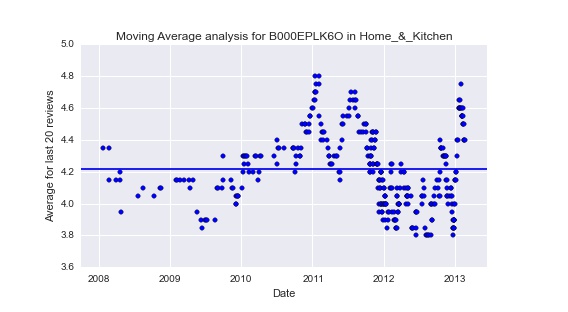 Moving Average analysis for B000EPLK6O in Home_&_Kitchen
5.0
4.8
4.6
4.4
4.2
4.0
3.8
3.6
Average for last 20 reviews
2008 2009 2010 2011 2012 2013
Date